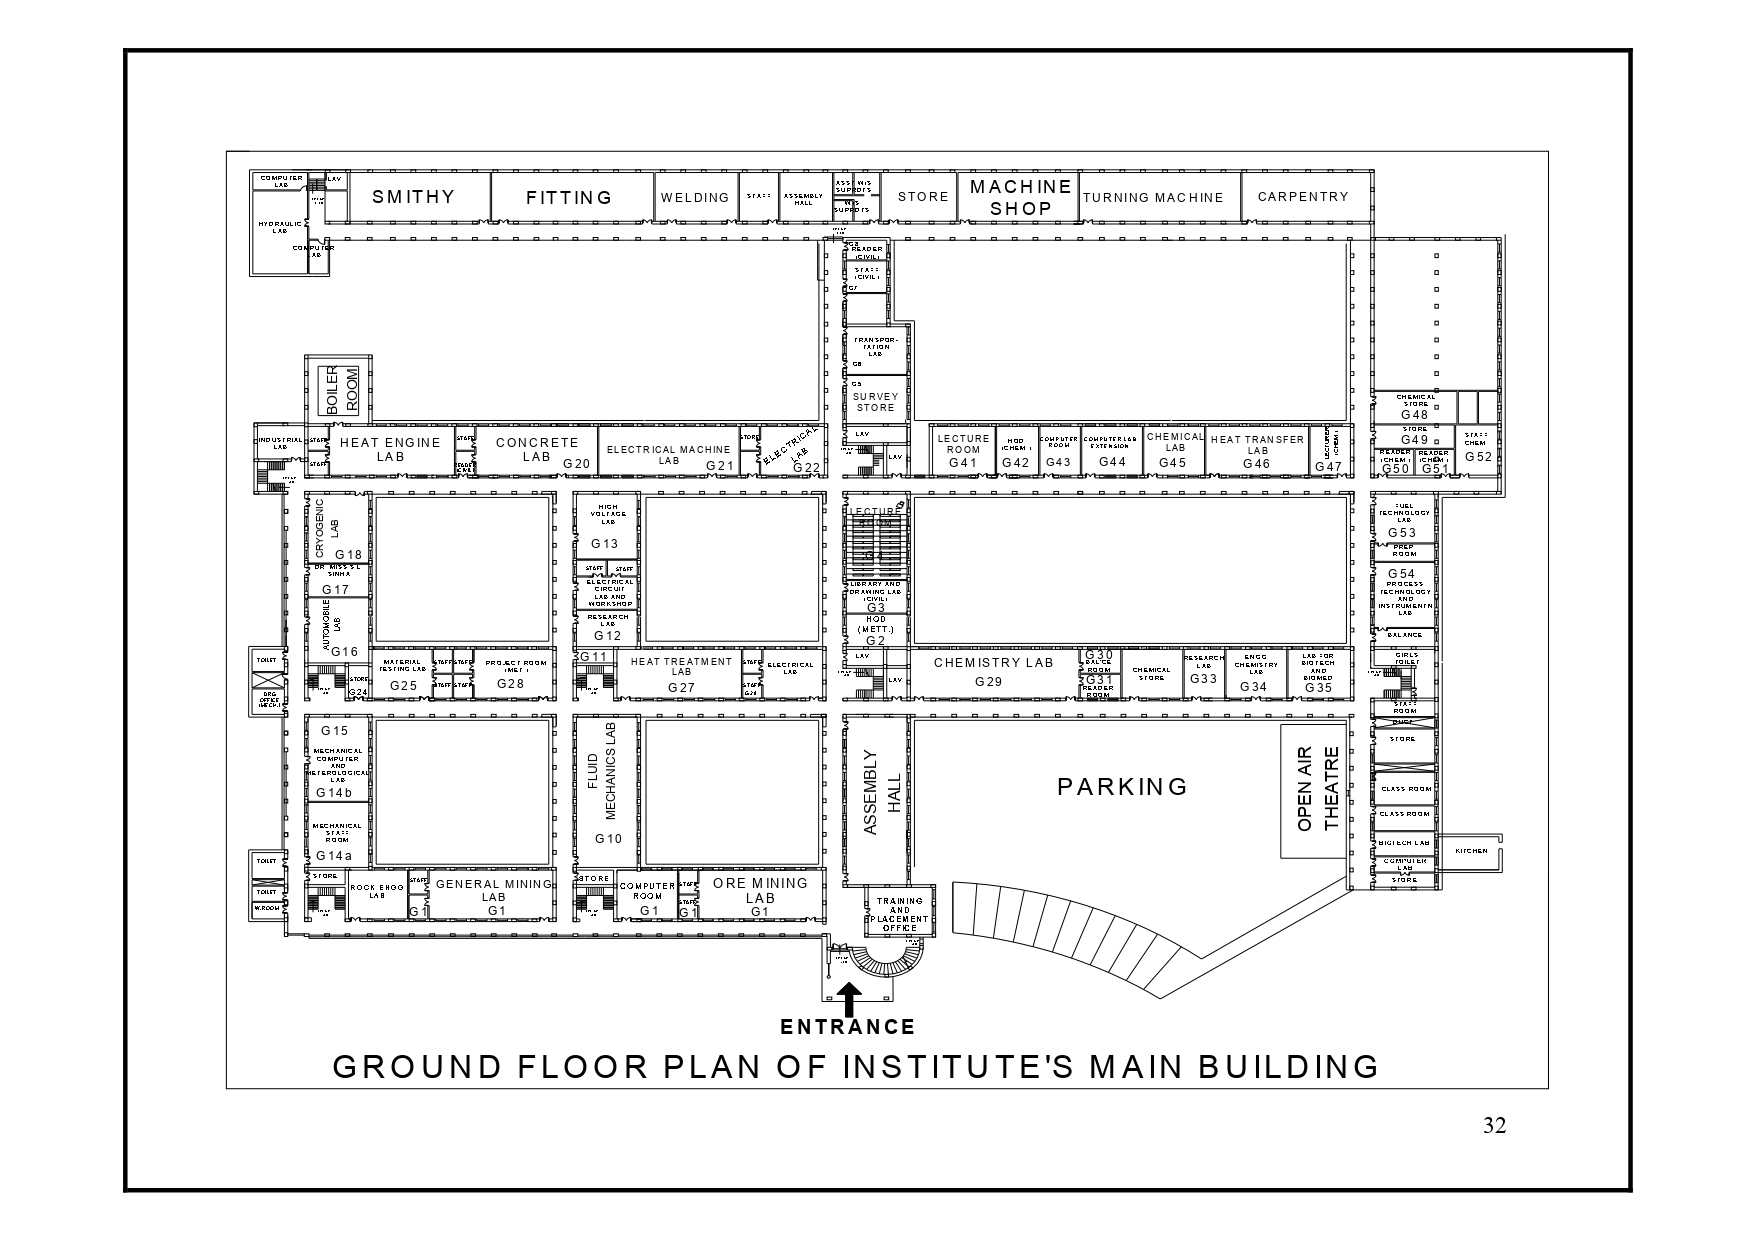 COMPUTER
LAB
LAV
HYDRAULIC
LAB
COMPUTER
LAB
SMITHY
FITTING
WELDING
STAFF
ASSEMBLY
HALL
STORE
MACHINE
SHOP
TURNING MACHINE
CARPENTRY
G8
READER
(CIVIL)
STAFF
(CIVIL)
G7
TRANSPOR-
TATION
LAB
G6
G5
SURVEY
STORE
LAV
LAV
BOILER
ROOM
INDUSTRIAL
LAB
STAFF
STAFF
HEAT ENGINE
LAB
STAFF
CONCRETE
LAB
G20
ELECTRICAL MACHINE
LAB
G21
STORE
ELECTRICAL
LAB
G22
LECTURE
ROOM
G41
HOD
(CHEM.)
G42
COMPUTER
ROOM
G43
COMPUTER LAB
EXTENSION
G44
CHEMICAL
LAB
G45
HEAT TRANSFER
LAB
G46
LECTURER
(CHEM.)
G47
CHEMICAL
STORE
G48
STORE
G49
READER
(CHEM.)
G50
READER
(CHEM.)
G51
STAFF
CHEM
G52
CRYOGENIC
LAB
G18
DR. MISS S.L.
SINHA
G17
AUTOMOBILE
LAB
G16
HIGH
VOLTAGE
LAB
G13
STAFF
STAFF
ELECTRICAL
CIRCUIT
LAB AND
WORKSHOP
RESEARCH
LAB
G12
G11
LECTURE
ROOM
G4
LIBRARY AND
DRAWING LAB
(CIVIL)
G3
HOD
(METT.)
G2
LAV
LAV
FUEL
TECHNOLOGY
LAB
G53
PREP
ROOM
G54
PROCESS
TECHNOLOGY
AND
INSTRUMENTN
LAB
BALANCE
GIRLS
TOILET
TOILET
DRG
OFFICE
(MECH.)
STORE
G24
MATERIAL
TESTING LAB
G25
STAFF
STAFF
STAFF
STAFF
PROJECT ROOM
(MET.)
G28
HEAT TREATMENT
LAB
G27
STAFF
STAFF
G26
ELECTRICAL
LAB
CHEMISTRY LAB
G29
G30
BAL'CE
ROOM
G31
READER
ROOM
CHEMICAL
STORE
RESEARCH
LAB
G33
ENGG
CHEMISTRY
LAB
G34
LAB FOR
BIOTECH
AND
BIOMED
G35
STAFF
ROOM
DUCT
STORE
CLASS ROOM
CLASS ROOM
BIOTECH LAB
COMPUTER
LAB
STORE
KITCHEN
G15
MECHANICAL
COMPUTER
AND
METEROLOGICAL
LAB
G14b
MECHANICAL
STAFF
ROOM
G14a
STORE
TOILET
TOILET
W.ROOM
ROCK ENGG
LAB
STAFF
G1
GENERAL MINING
LAB
G1
FLUID
MECHANICS LAB
G10
STORE
COMPUTER
ROOM
G1
STAFF
STAFF
G1
ORE MINING
LAB
G1
ASSEMBLY
HALL
TRAINING
AND
PLACEMENT
OFFICE
PARKING
OPEN AIR
THEATRE
ENTRANCE
GROUND FLOOR PLAN OF INSTITUTE'S MAIN BUILDING
32